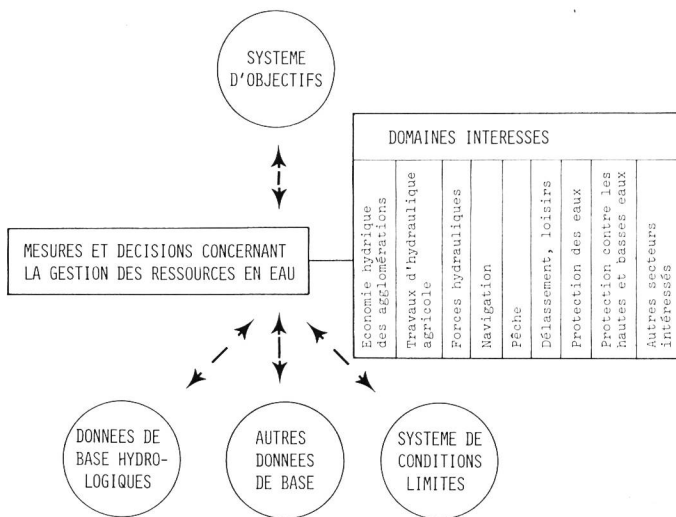 SYSTEME
D'OBJECTIFS
DOMAINES INTERESSES
Economie hydrique
des agglomérations
Travaux d'hydraulique
agricole
Forces hydrauliques
Navigation
Pêche
Délassement, loisirs
Protection des eaux
Protection contre les
hautes et basses eaux
Autres secteurs
intéressés
MESURES ET DECISIONS CONCERNANT
LA GESTION DES RESSOURCES EN EAU
DONNEES DE
BASE HYDRO-
LOGIQUES
AUTRES
DONNEES
DE BASE
SYSTEME DE
CONDITIONS
LIMITES